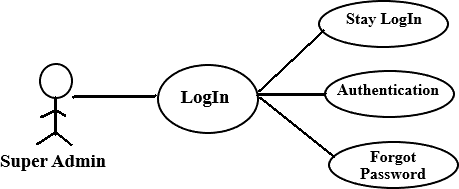 Stay LogIn
LogIn
Authentication
Super Admin
Forgot
Password